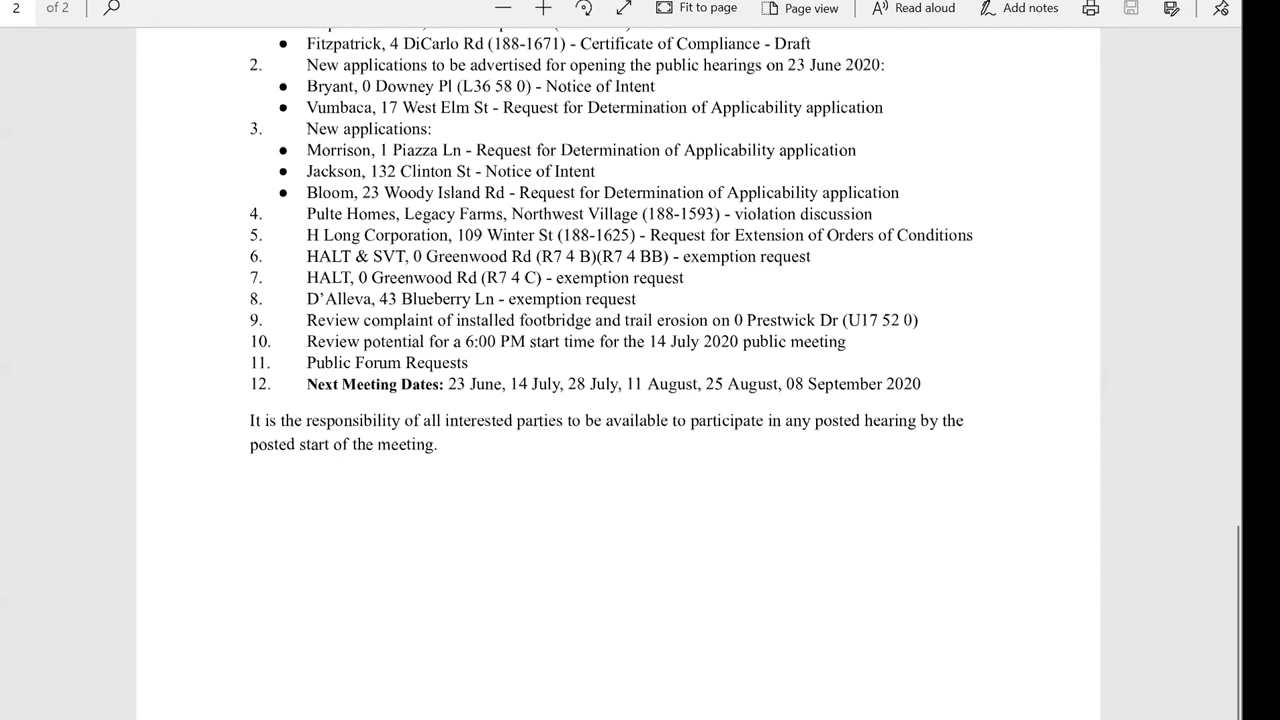 2 of 2 Fit to page Page view Read aloud Add notes
• Fitzpatrick, 4 DiCarlo Rd (188-1671) - Certificate of Compliance - Draft
2. New applications to be advertised for opening the public hearings on 23 June 2020:
• Bryant, 0 Downey Pl (L36 58 0) - Notice of Intent
• Vumbaca, 17 West Elm St - Request for Determination of Applicability application
3. New applications:
• Morrison, 1 Piazza Ln - Request for Determination of Applicability application
• Jackson, 132 Clinton St - Notice of Intent
• Bloom, 23 Woody Island Rd - Request for Determination of Applicability application
4. Pulte Homes, Legacy Farms, Northwest Village (188-1593) - violation discussion
5. H Long Corporation, 109 Winter St (188-1625) - Request for Extension of Orders of Conditions
6. HALT & SVT, 0 Greenwood Rd (R7 4 B)(R7 4 BB) - exemption request
7. HALT, 0 Greenwood Rd (R7 4 C) - exemption request
8. D’Alleva, 43 Blueberry Ln - exemption request
9. Review complaint of installed footbridge and trail erosion on 0 Prestwick Dr (U17 52 0)
10. Review potential for a 6:00 PM start time for the 14 July 2020 public meeting
11. Public Forum Requests
12. Next Meeting Dates: 23 June, 14 July, 28 July, 11 August, 25 August, 08 September 2020
It is the responsibility of all interested parties to be available to participate in any posted hearing by the
posted start of the meeting.